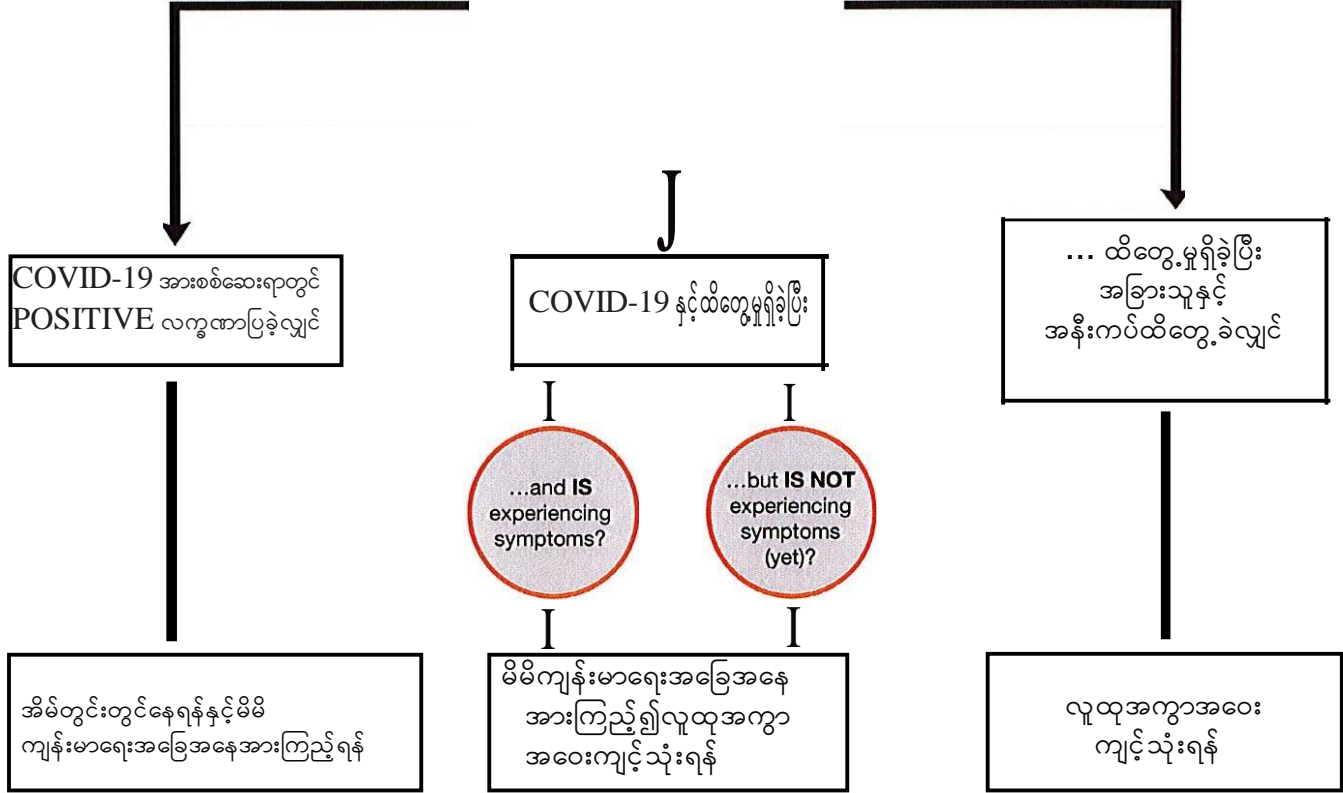 COVID-19 အားစစ်ဆေးရာတွင်
POSITIVE လက္ခဏာပြခဲ့လျှင်
COVID-19 နှင့်ထိတွေ့မှုရှိခဲ့ပြီး
... ထိတွေ့မှုရှိခဲ့ပြီး
အခြားသူနှင့်
အနီးကပ်ထိတွေ့ခဲလျှင်
...and IS
experiencing
symptoms?
...but IS NOT
experiencing
symptoms
(yet)?
အိမ်တွင်းတွင်နေရန်နှင့်မိမိ
ကျန်းမာရေးအခြေအနေအားကြည့်ရန်
မိမိကျန်းမာရေးအခြေအနေ
အားကြည့်၍လူထုအကွာ
အဝေးကျင့်သုံးရန်
လူထုအကွာအဝေး
ကျင့်သုံးရန်